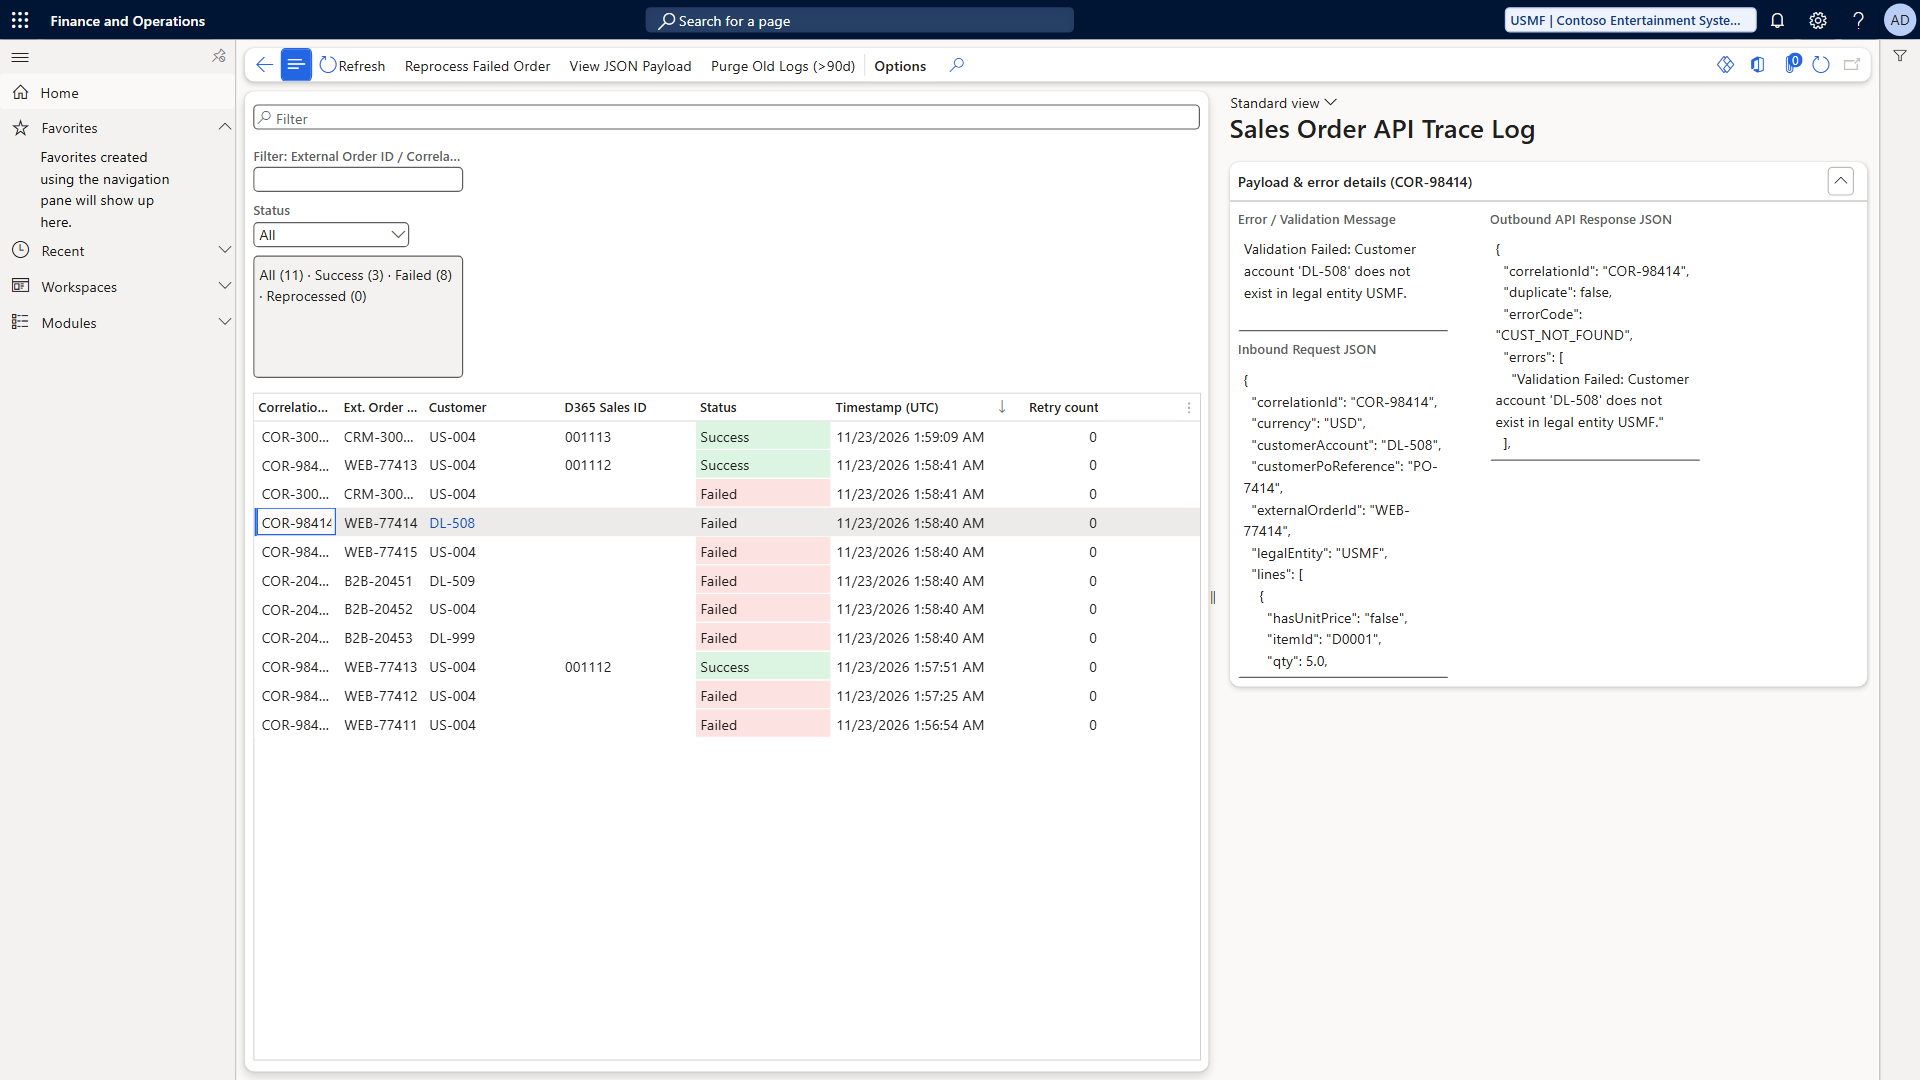 Finance and Operations
Search for a page
USMF | Contoso Entertainment Syste...
AD
Home
Favorites
Favorites created
using the navigation
pane will show up
here.
Recent
Workspaces
Modules
Refresh
Reprocess Failed Order
View JSON Payload
Purge Old Logs (>90d)
Options
0
Filter
Filter: External Order ID / Correla...
Status
All
All (11) · Success (3) · Failed (8)
· Reprocessed (0)
Correlatio... Ext. Order ... Customer D365 Sales ID Status Timestamp (UTC) Retry count
COR-300... CRM-300... US-004 001113 Success 11/23/2026 1:59:09 AM 0
COR-984... WEB-77413 US-004 001112 Success 11/23/2026 1:58:41 AM 0
COR-300... CRM-300... US-004 Failed 11/23/2026 1:58:41 AM 0
COR-98414 WEB-77414 DL-508 Failed 11/23/2026 1:58:40 AM 0
COR-984... WEB-77415 US-004 Failed 11/23/2026 1:58:40 AM 0
COR-204... B2B-20451 DL-509 Failed 11/23/2026 1:58:40 AM 0
COR-204... B2B-20452 US-004 Failed 11/23/2026 1:58:40 AM 0
COR-204... B2B-20453 DL-999 Failed 11/23/2026 1:58:40 AM 0
COR-984... WEB-77413 US-004 001112 Success 11/23/2026 1:57:51 AM 0
COR-984... WEB-77412 US-004 Failed 11/23/2026 1:57:25 AM 0
COR-984... WEB-77411 US-004 Failed 11/23/2026 1:56:54 AM 0
Standard view
Sales Order API Trace Log
Payload & error details (COR-98414)
Error / Validation Message
Validation Failed: Customer
account 'DL-508' does not
exist in legal entity USMF.
Inbound Request JSON
{
"correlationId": "COR-98414",
"currency": "USD",
"customerAccount": "DL-508",
"customerPoReference": "PO-
7414",
"externalOrderId": "WEB-
77414",
"legalEntity": "USMF",
"lines": [
{
"hasUnitPrice": "false",
"itemId": "D0001",
"qty": 5.0,
Outbound API Response JSON
{
"correlationId": "COR-98414",
"duplicate": false,
"errorCode":
"CUST_NOT_FOUND",
"errors": [
"Validation Failed: Customer
account 'DL-508' does not
exist in legal entity USMF."
],